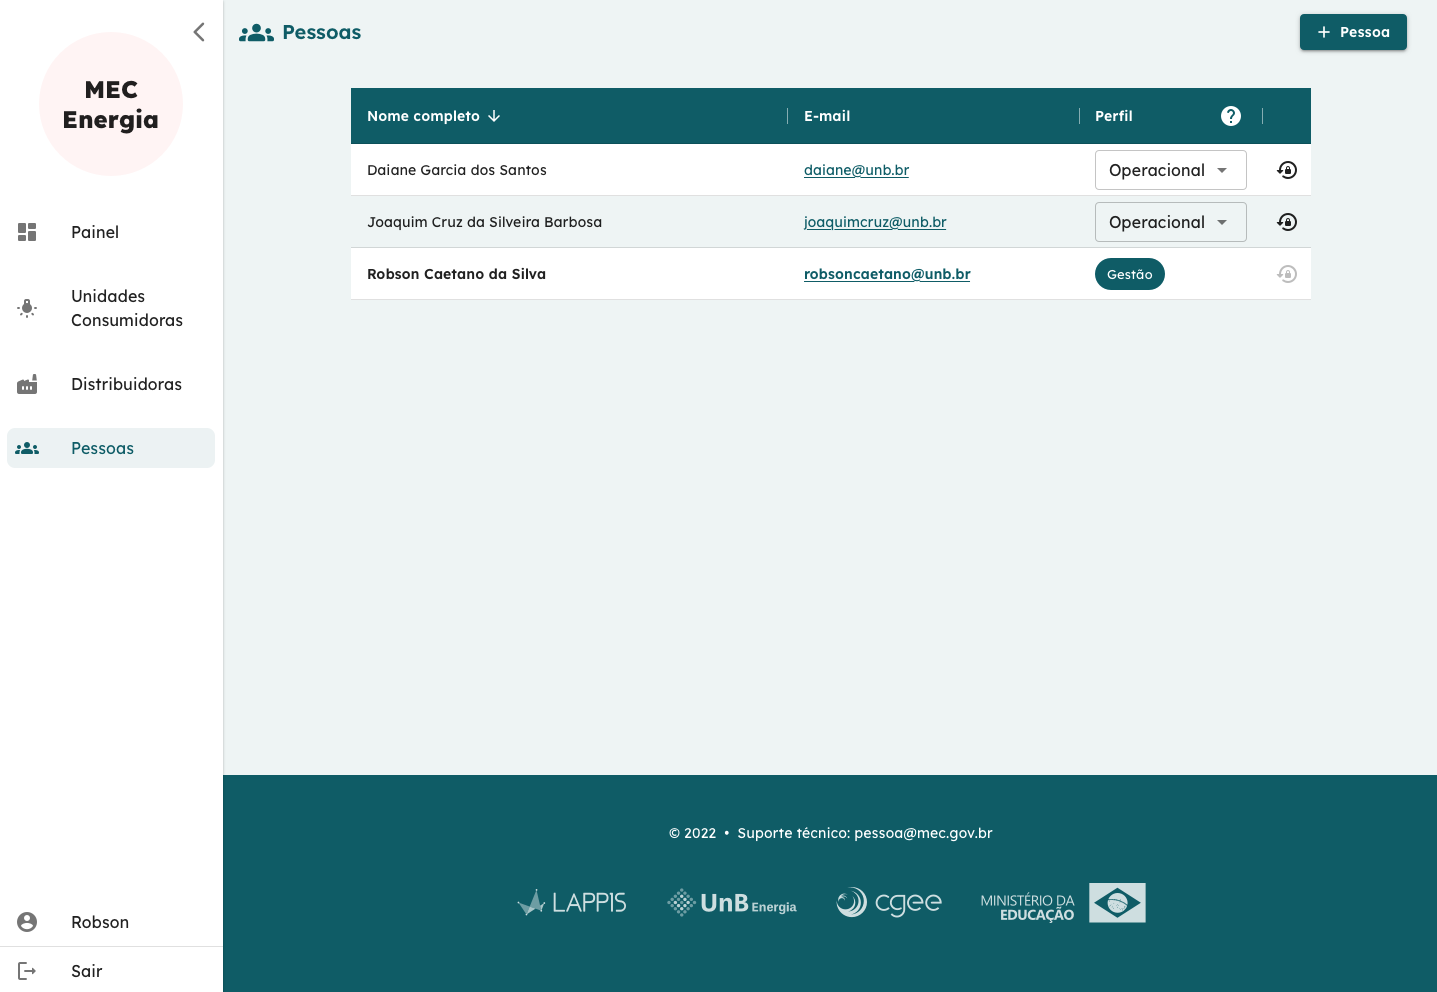 MEC
Energia
Painel
Unidades
Consumidoras
Distribuidoras
Pessoas
Robson
Sair
Pessoas
+ Pessoa
Nome completo
E-mail
Perfil
?
Daiane Garcia dos Santos
daiane@unb.br
Operacional
Joaquim Cruz da Silveira Barbosa
joaquimcruz@unb.br
Operacional
Robson Caetano da Silva
robsoncaetano@unb.br
Gestão
© 2022 • Suporte técnico: pessoa@mec.gov.br
LAPPIS
UnB Energia
cgee
MINISTÉRIO DA
EDUCAÇÃO